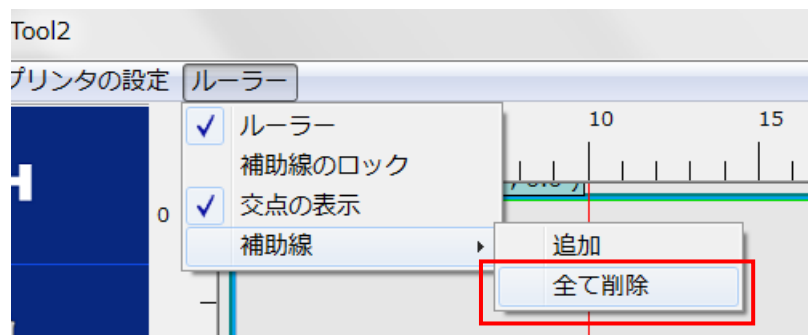 Tool2
プリンタの設定 ルーラー
ルーラー
補助線のロック
交点の表示
補助線
追加
全て削除
10 15
0